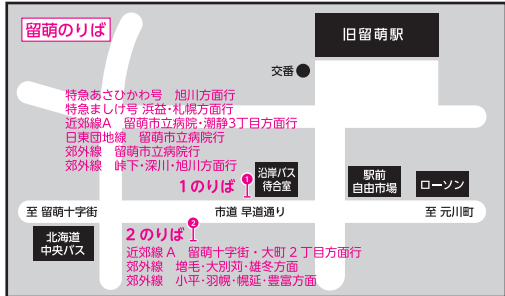 留萌のりば
旧留萌駅
交番
特急あさひかわ号 旭川方面行
特急ましけ号 浜益・札幌方面行
近郊線A 留萌市立病院・潮静3丁目方面行
日東団地線 留萌市立病院行
郊外線 留萌市立病院行
郊外線 峠下・深川・旭川方面行
1のりば
1
沿岸バス
待合室
駅前
自由市場
ローソン
至 留萌十字街
市道 早道通り
至 元川町
北海道
中央バス
2のりば
2
近郊線A 留萌十字街・大町2丁目方面行
郊外線 増毛・大別苅・雄冬方面
郊外線 小平・羽幌・幌延・豊富方面